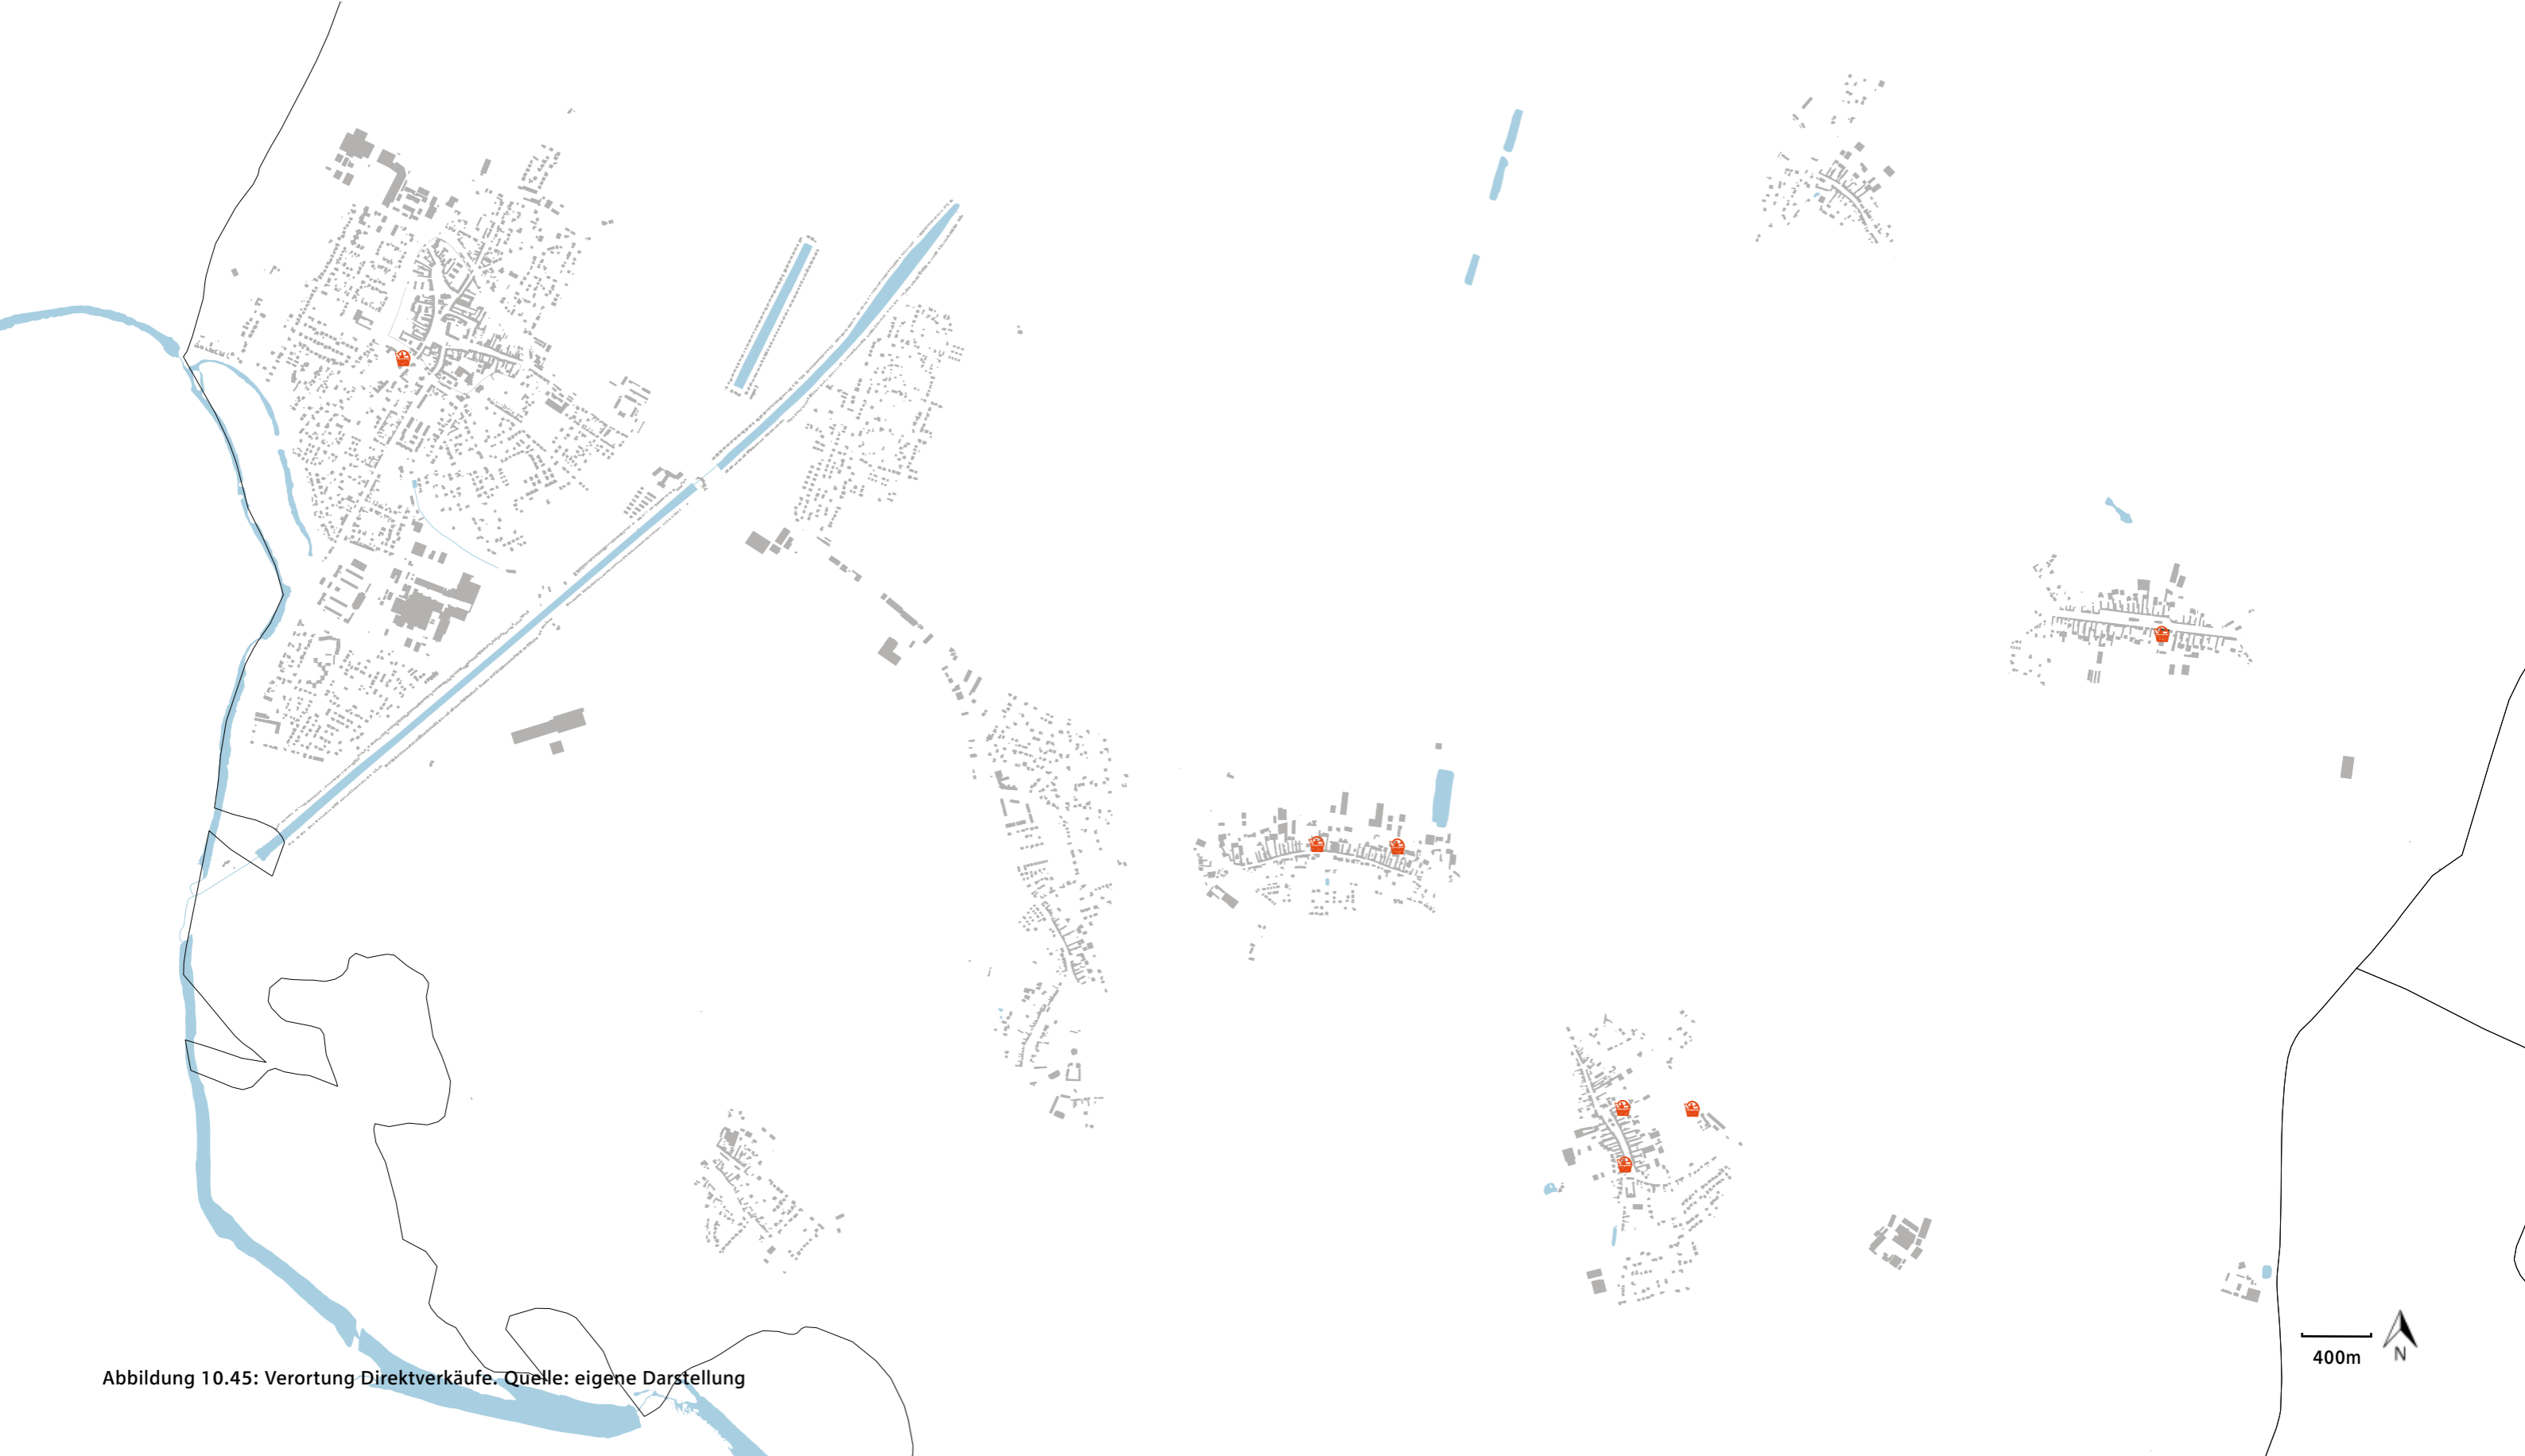 400m
N
Abbildung 10.45: Verortung Direktverkäufe. Quelle: eigene Darstellung